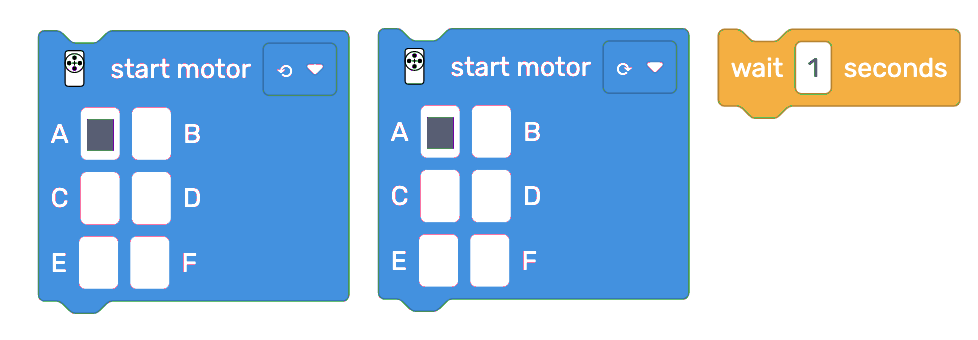 start motor ⟲
A B
C D
E F
start motor ⟳
A B
C D
E F
wait 1 seconds